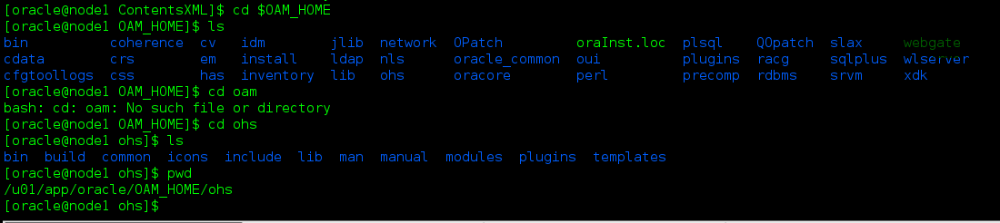 [oracle@node1 ContentsXML]$ cd $OAM_HOME
[oracle@node1 OAM_HOME]$ ls
bin coherence cv idm jlib network OPatch oraInst.loc plsql QOpatch slax webgate
cdata crs em install ldap nls oracle_common oui plugins racg sqlplus wlserver
cfgtoollogs css has inventory lib ohs oracore perl precomp rdbms srvm xdk
[oracle@node1 OAM_HOME]$ cd oam
bash: cd: oam: No such file or directory
[oracle@node1 OAM_HOME]$ cd ohs
[oracle@node1 ohs]$ ls
bin build common icons include lib man manual modules plugins templates
[oracle@node1 ohs]$ pwd
/u01/app/oracle/OAM_HOME/ohs
[oracle@node1 ohs]$